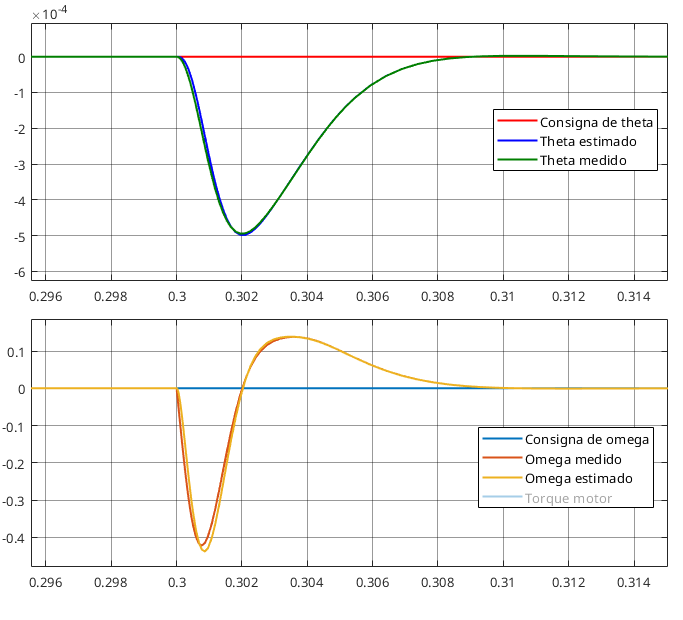 ×10⁻⁴
0
-1
-2
-3
-4
-5
-6
Consigna de theta
Theta estimado
Theta medido
0.296 0.298 0.3 0.302 0.304 0.306 0.308 0.31 0.312 0.314
0.1
0
-0.1
-0.2
-0.3
-0.4
Consigna de omega
Omega medido
Omega estimado
Torque motor
0.296 0.298 0.3 0.302 0.304 0.306 0.308 0.31 0.312 0.314